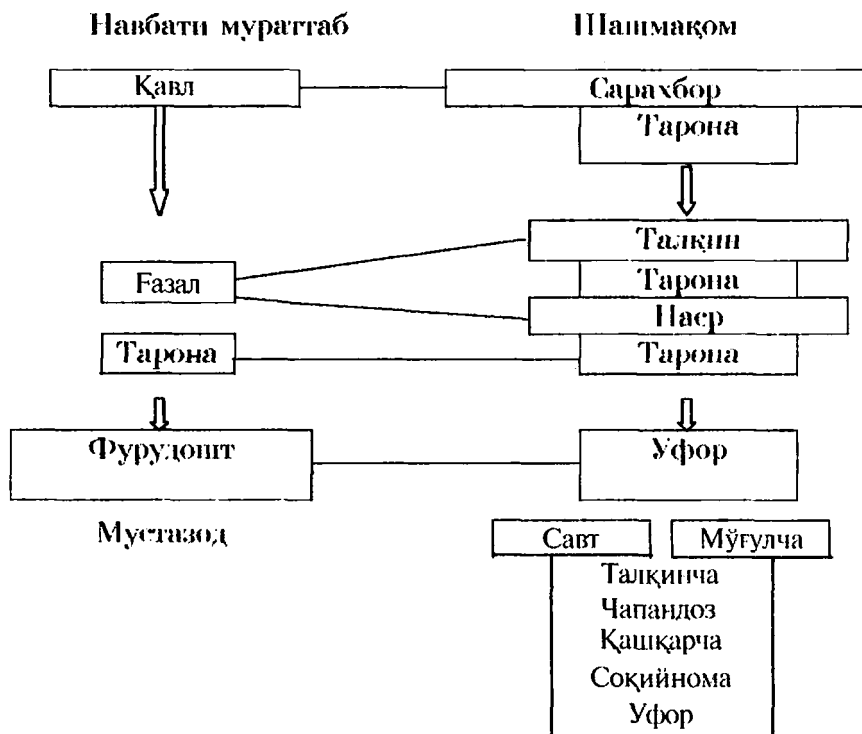 Навбати мураттаб Шашмақом
Қавл Сарахбор
Тарона
Талқин
Ғазал Тарона
Наср
Тарона Тарона
Фурудошт Уфор
Мустазод
Савт Мўғулча
Талқинча
Чапандоз
Қашқарча
Соқийнома
Уфор